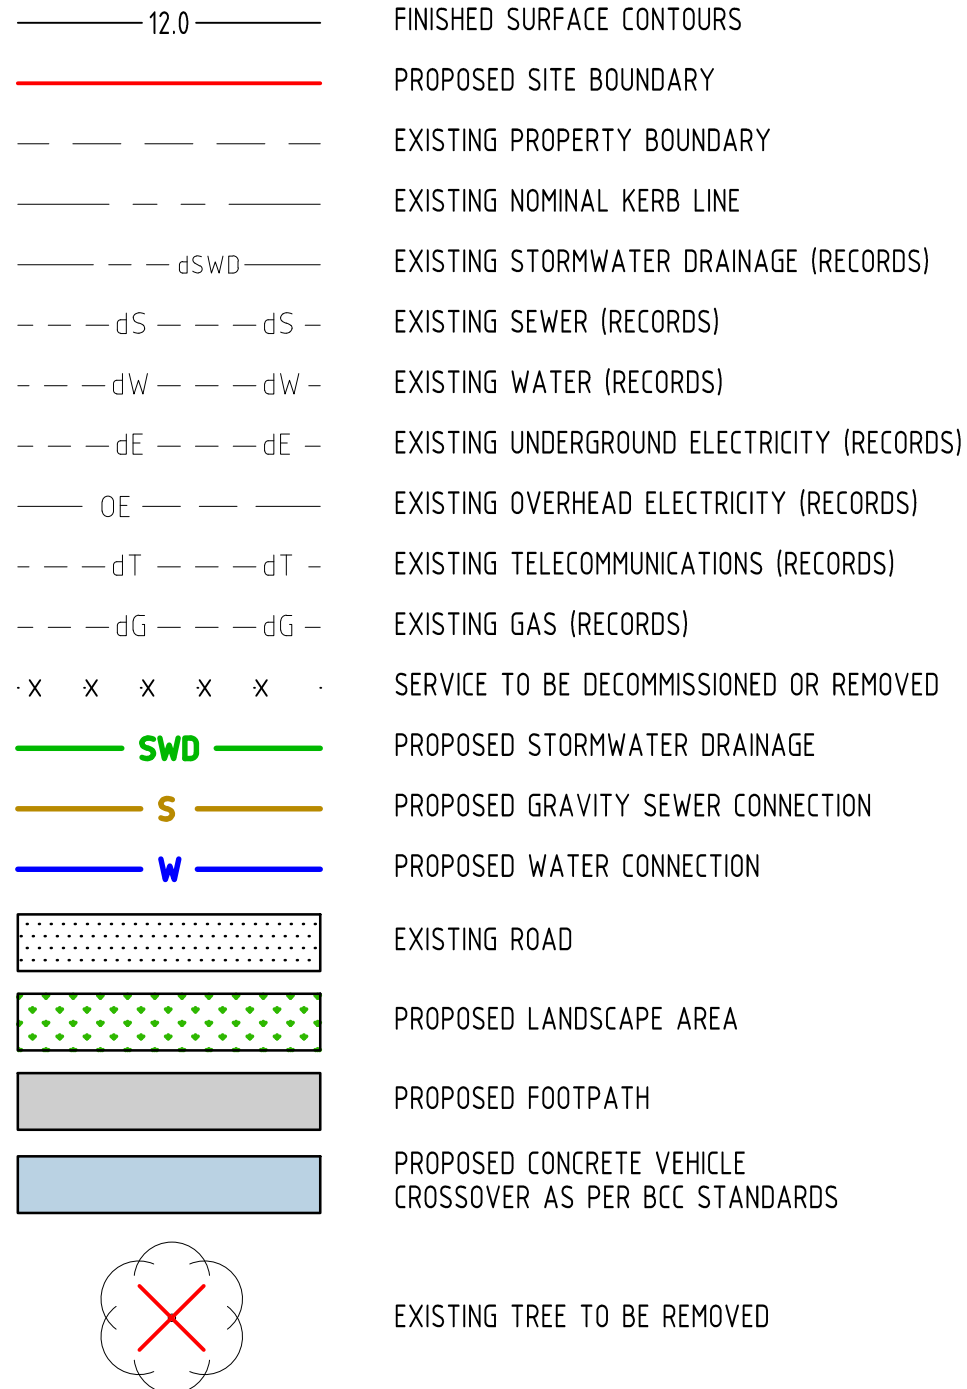 12.0 FINISHED SURFACE CONTOURS
PROPOSED SITE BOUNDARY
EXISTING PROPERTY BOUNDARY
EXISTING NOMINAL KERB LINE
dSWD EXISTING STORMWATER DRAINAGE (RECORDS)
dS dS EXISTING SEWER (RECORDS)
dW dW EXISTING WATER (RECORDS)
dE dE EXISTING UNDERGROUND ELECTRICITY (RECORDS)
OE EXISTING OVERHEAD ELECTRICITY (RECORDS)
dT dT EXISTING TELECOMMUNICATIONS (RECORDS)
dG dG EXISTING GAS (RECORDS)
X X X X X SERVICE TO BE DECOMMISSIONED OR REMOVED
SWD PROPOSED STORMWATER DRAINAGE
S PROPOSED GRAVITY SEWER CONNECTION
W PROPOSED WATER CONNECTION
EXISTING ROAD
PROPOSED LANDSCAPE AREA
PROPOSED FOOTPATH
PROPOSED CONCRETE VEHICLE
CROSSOVER AS PER BCC STANDARDS
EXISTING TREE TO BE REMOVED